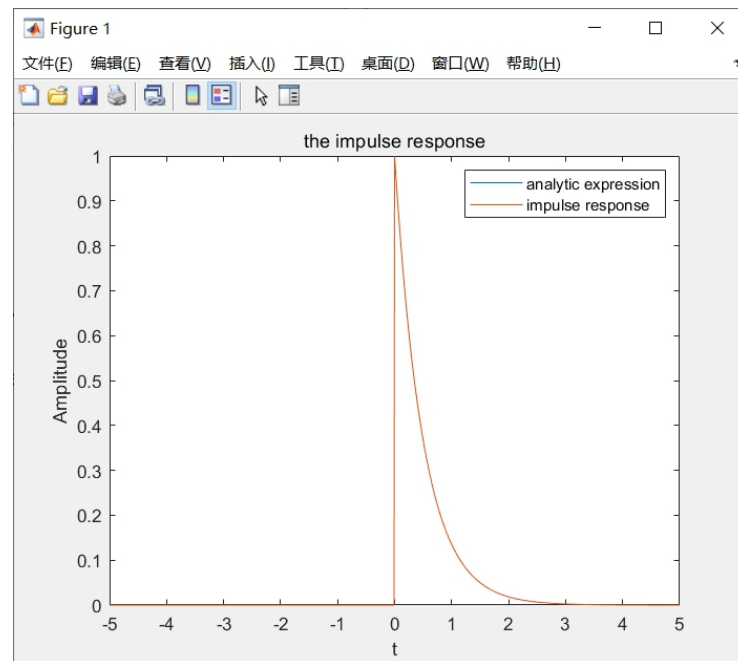 Figure 1
文件(F) 编辑(E) 查看(V) 插入(I) 工具(T) 桌面(D) 窗口(W) 帮助(H)
the impulse response
analytic expression
impulse response
1
0.9
0.8
0.7
0.6
0.5
0.4
0.3
0.2
0.1
0
Amplitude
-5 -4 -3 -2 -1 0 1 2 3 4 5
t